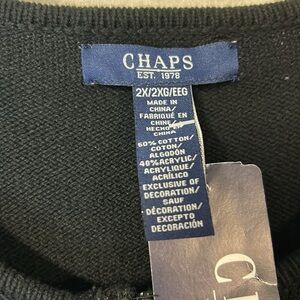 CHAPS
EST. 1978
2X/2XG/EEG
MADE IN
CHINA/
FABRIQUÉ EN
CHINE/
HECHO EN
CHINA
60% COTTON/
COTON/
ALGODÓN
40% ACRYLIC/
ACRYLIQUE/
ACRÍLICO
EXCLUSIVE OF
DECORATION/
SAUF
DÉCORATION/
EXCEPTO
DECORACIÓN
C